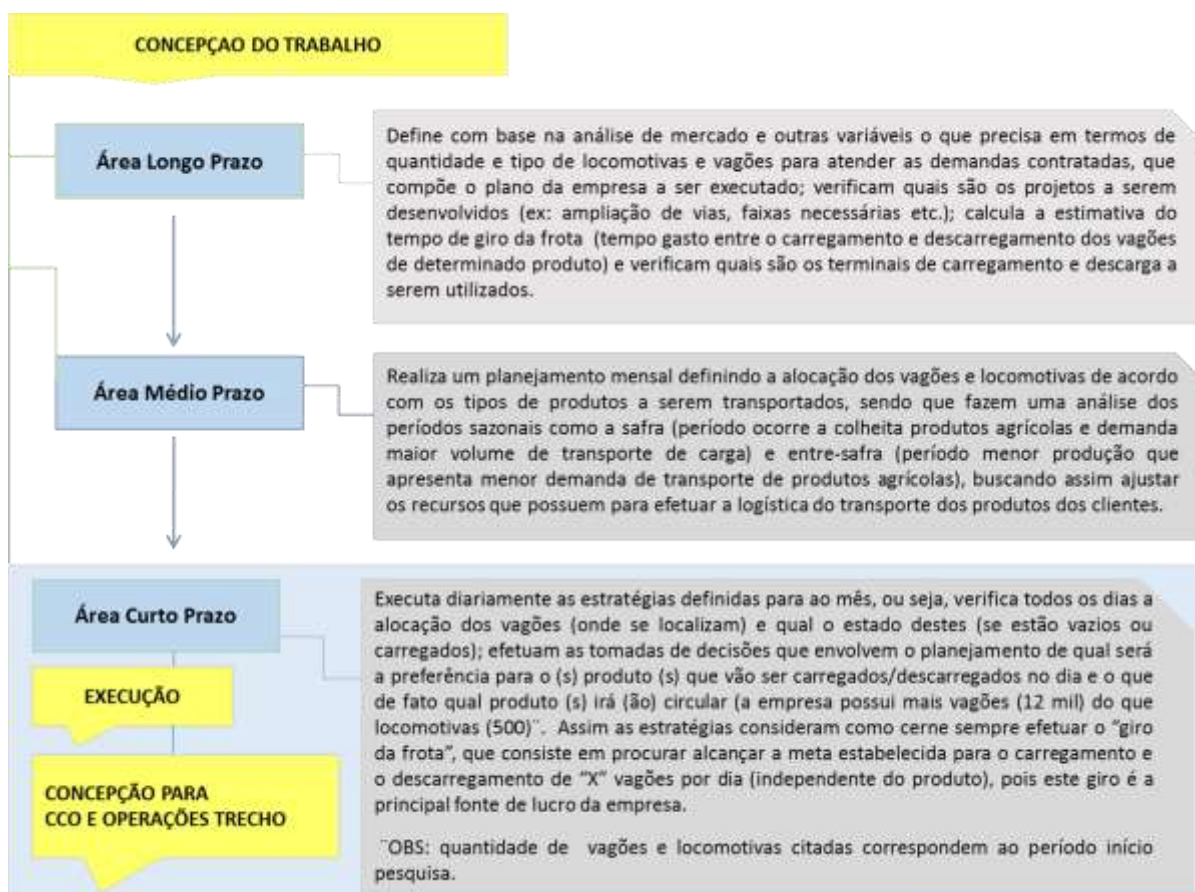 CONCEPÇAO DO TRABALHO
Área Longo Prazo
Define com base na análise de mercado e outras variáveis o que precisa em termos de
quantidade e tipo de locomotivas e vagões para atender as demandas contratadas, que
compõe o plano da empresa a ser executado; verificam quais são os projetos a serem
desenvolvidos (ex: ampliação de vias, faixas necessárias etc.); calcula a estimativa do
tempo de giro da frota (tempo gasto entre o carregamento e descarregamento dos vagões
de determinado produto) e verificam quais são os terminais de carregamento e descarga a
serem utilizados.
Área Médio Prazo
Realiza um planejamento mensal definindo a alocação dos vagões e locomotivas de acordo
com os tipos de produtos a serem transportados, sendo que fazem uma análise dos
períodos sazonais como a safra (período ocorre a colheita produtos agrícolas e demanda
maior volume de transporte de carga) e entre-safra (período menor produção que
apresenta menor demanda de transporte de produtos agrícolas), buscando assim ajustar
os recursos que possuem para efetuar a logística do transporte dos produtos dos clientes.
Área Curto Prazo
EXECUÇÃO
CONCEPÇÃO PARA
CCO E OPERAÇÕES TRECHO
Executa diariamente as estratégias definidas para ao mês, ou seja, verifica todos os dias a
alocação dos vagões (onde se localizam) e qual o estado destes (se estão vazios ou
carregados); efetuam as tomadas de decisões que envolvem o planejamento de qual será
a preferência para o (s) produto (s) que vão ser carregados/descarregados no dia e o que
de fato qual produto (s) irá (ão) circular (a empresa possui mais vagões (12 mil) do que
locomotivas (500)¨. Assim as estratégias consideram como cerne sempre efetuar o “giro
da frota”, que consiste em procurar alcançar a meta estabelecida para o carregamento e
o descarregamento de “X” vagões por dia (independente do produto), pois este giro é a
principal fonte de lucro da empresa.
¨OBS: quantidade de vagões e locomotivas citadas correspondem ao período início
pesquisa.